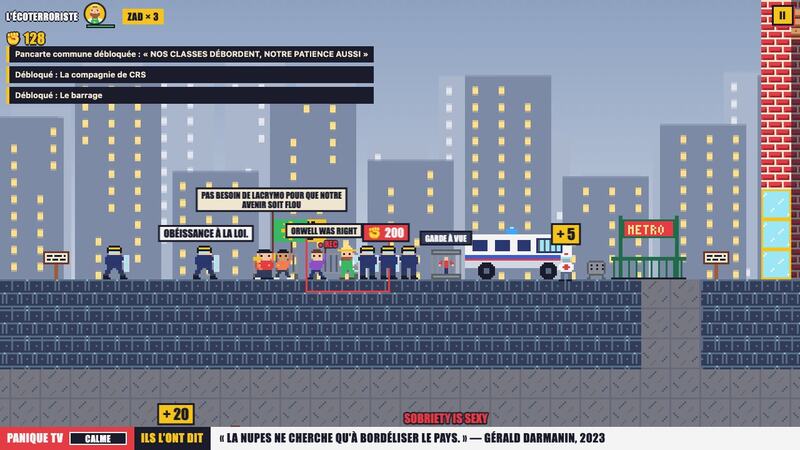 L'ÉCOTERRORISTE
ZAD × 3
128
Pancarte commune débloquée : « NOS CLASSES DÉBORDENT, NOTRE PATIENCE AUSSI »
Débloqué : La compagnie de CRS
Débloqué : Le barrage
PAS BESOIN DE LACRYMO POUR QUE NOTRE
AVENIR SOIT FLOU
OBÉISSANCE À LA LOI.
ORWELL WAS RIGHT
200
REC
GARDE À VUE
+ 5
METRO
+ 20
SOBRIETY IS SEXY
PANIQUE TV
CALME
ILS L'ONT DIT
« LA NUPES NE CHERCHE QU'À BORDÉLISER LE PAYS. » — GÉRALD DARMANIN, 2023